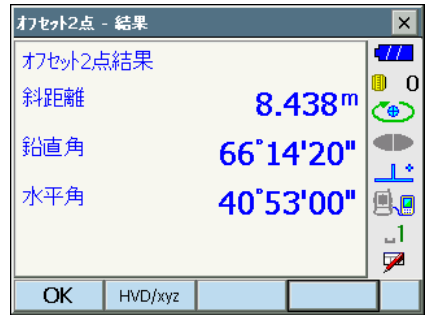 ｵﾌｾｯﾄ2点 - 結果
ｵﾌｾｯﾄ2点結果
0
斜距離 8.438m
鉛直角 66°14'20"
水平角 40°53'00"
1
OK HVD/xyz